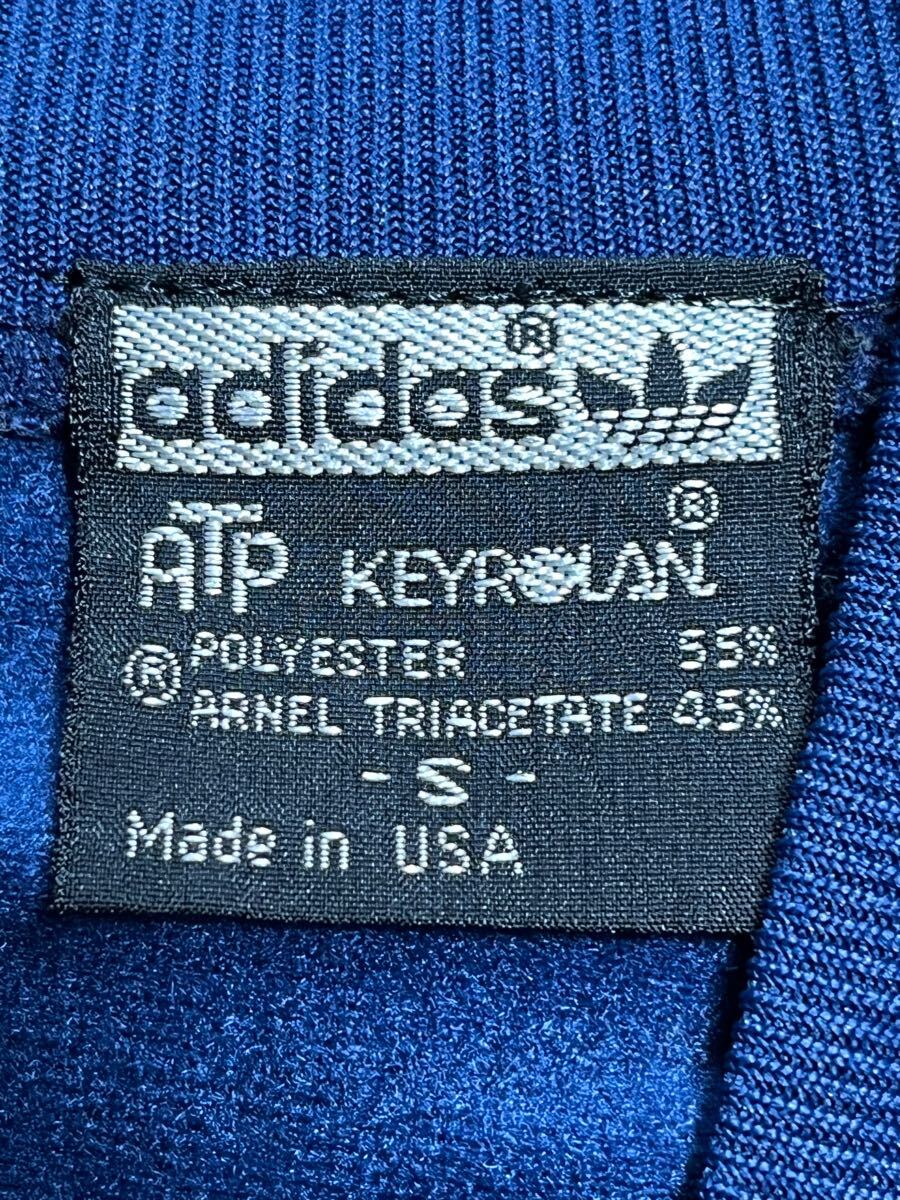 adidas®
ATP KEYROLAN®
POLYESTER 55%
® ARNEL TRIACETATE 45%
- S -
Made in USA